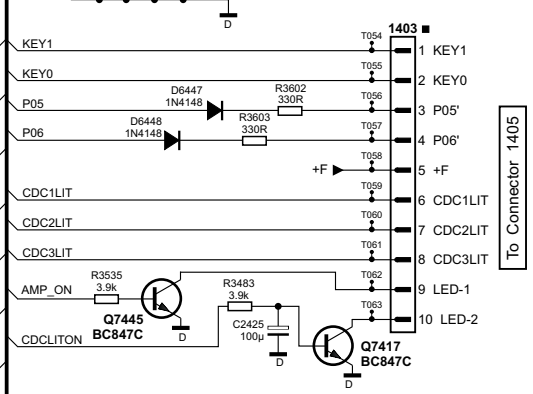 D
1403
T054
KEY1
1 KEY1
T055
KEY0
2 KEY0
D6447
1N4148
R3602
330R
T056
P05
3 P05'
D6448
1N4148
R3603
330R
T057
P06
4 P06'
T058
+F
5 +F
T059
CDC1LIT
6 CDC1LIT
T060
CDC2LIT
7 CDC2LIT
T061
CDC3LIT
8 CDC3LIT
To Connector 1405
T062
R3535
3.9k
AMP_ON
9 LED-1
Q7445
BC847C
D
R3483
3.9k
T063
10 LED-2
C2425
100µ
D
CDCLITON
Q7417
BC847C
D